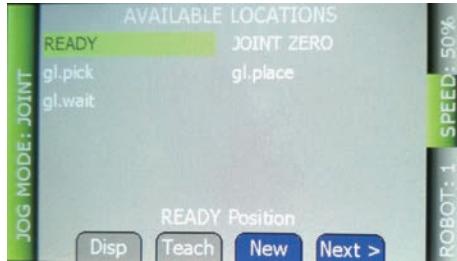 AVAILABLE LOCATIONS
READY JOINT ZERO
gl.pick gl.place
gl.wait
READY Position
Disp Teach New Next >
JOG MODE: JOINT
SPEED: 50%
ROBOT: 1